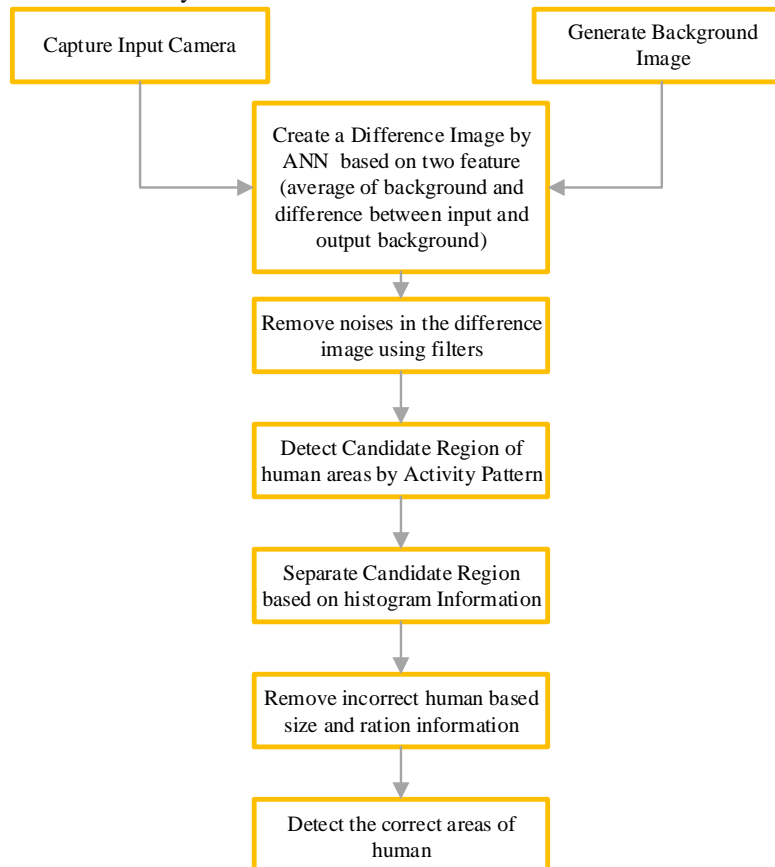 Capture Input Camera
Generate Background
Image
Create a Difference Image by
ANN based on two feature
(average of background and
difference between input and
output background)
Remove noises in the difference
image using filters
Detect Candidate Region of
human areas by Activity Pattern
Separate Candidate Region
based on histogram Information
Remove incorrect human based
size and ration information
Detect the correct areas of
human